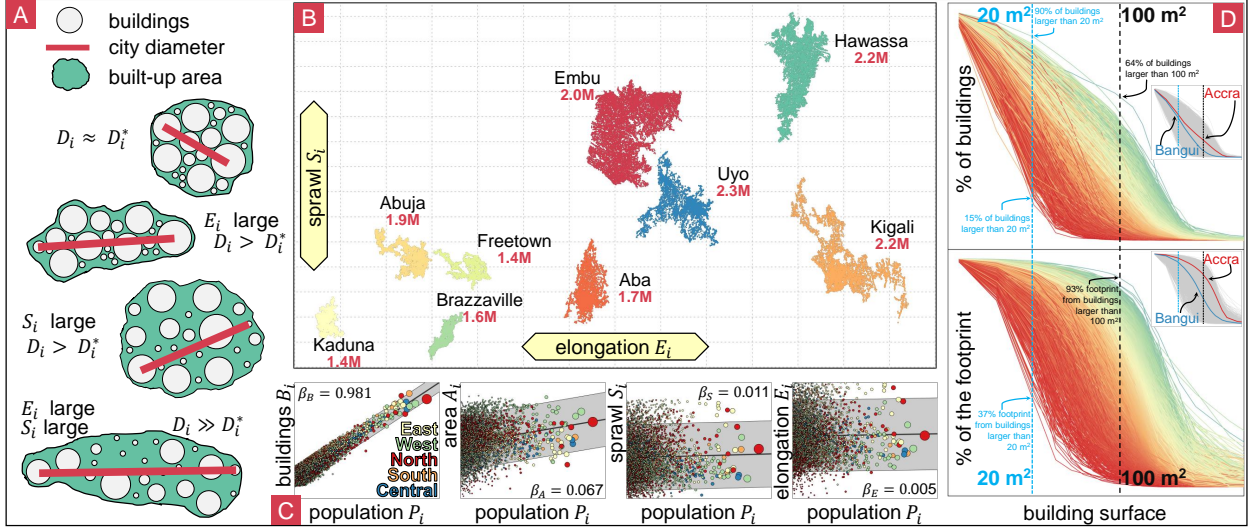 A
buildings
city diameter
built-up area
D_i ≈ D_i^*
E_i large
D_i > D_i^*
S_i large
D_i > D_i^*
E_i large
S_i large
D_i ≫ D_i^*
B
sprawl S_i
Hawassa
2.2M
Embu
2.0M
Uyo
2.3M
Abuja
1.9M
Freetown
1.4M
Kigali
2.2M
Aba
1.7M
Brazzaville
1.6M
Kaduna
1.4M
elongation E_i
C
buildings B_i
β_B = 0.981
East
West
North
South
Central
population P_i
area A_i
β_A = 0.067
population P_i
sprawl S_i
β_S = 0.011
population P_i
elongation E_i
β_E = 0.005
population P_i
D
20 m²
90% of buildings
larger than 20 m²
100 m²
64% of buildings
larger than 100 m²
Accra
Bangui
% of buildings
15% of buildings
larger than 20 m²
% of the footprint
93% footprint
from buildings
larger than
100 m²
Accra
Bangui
37% footprint
from buildings
larger than
20 m²
20 m²
100 m²
building surface